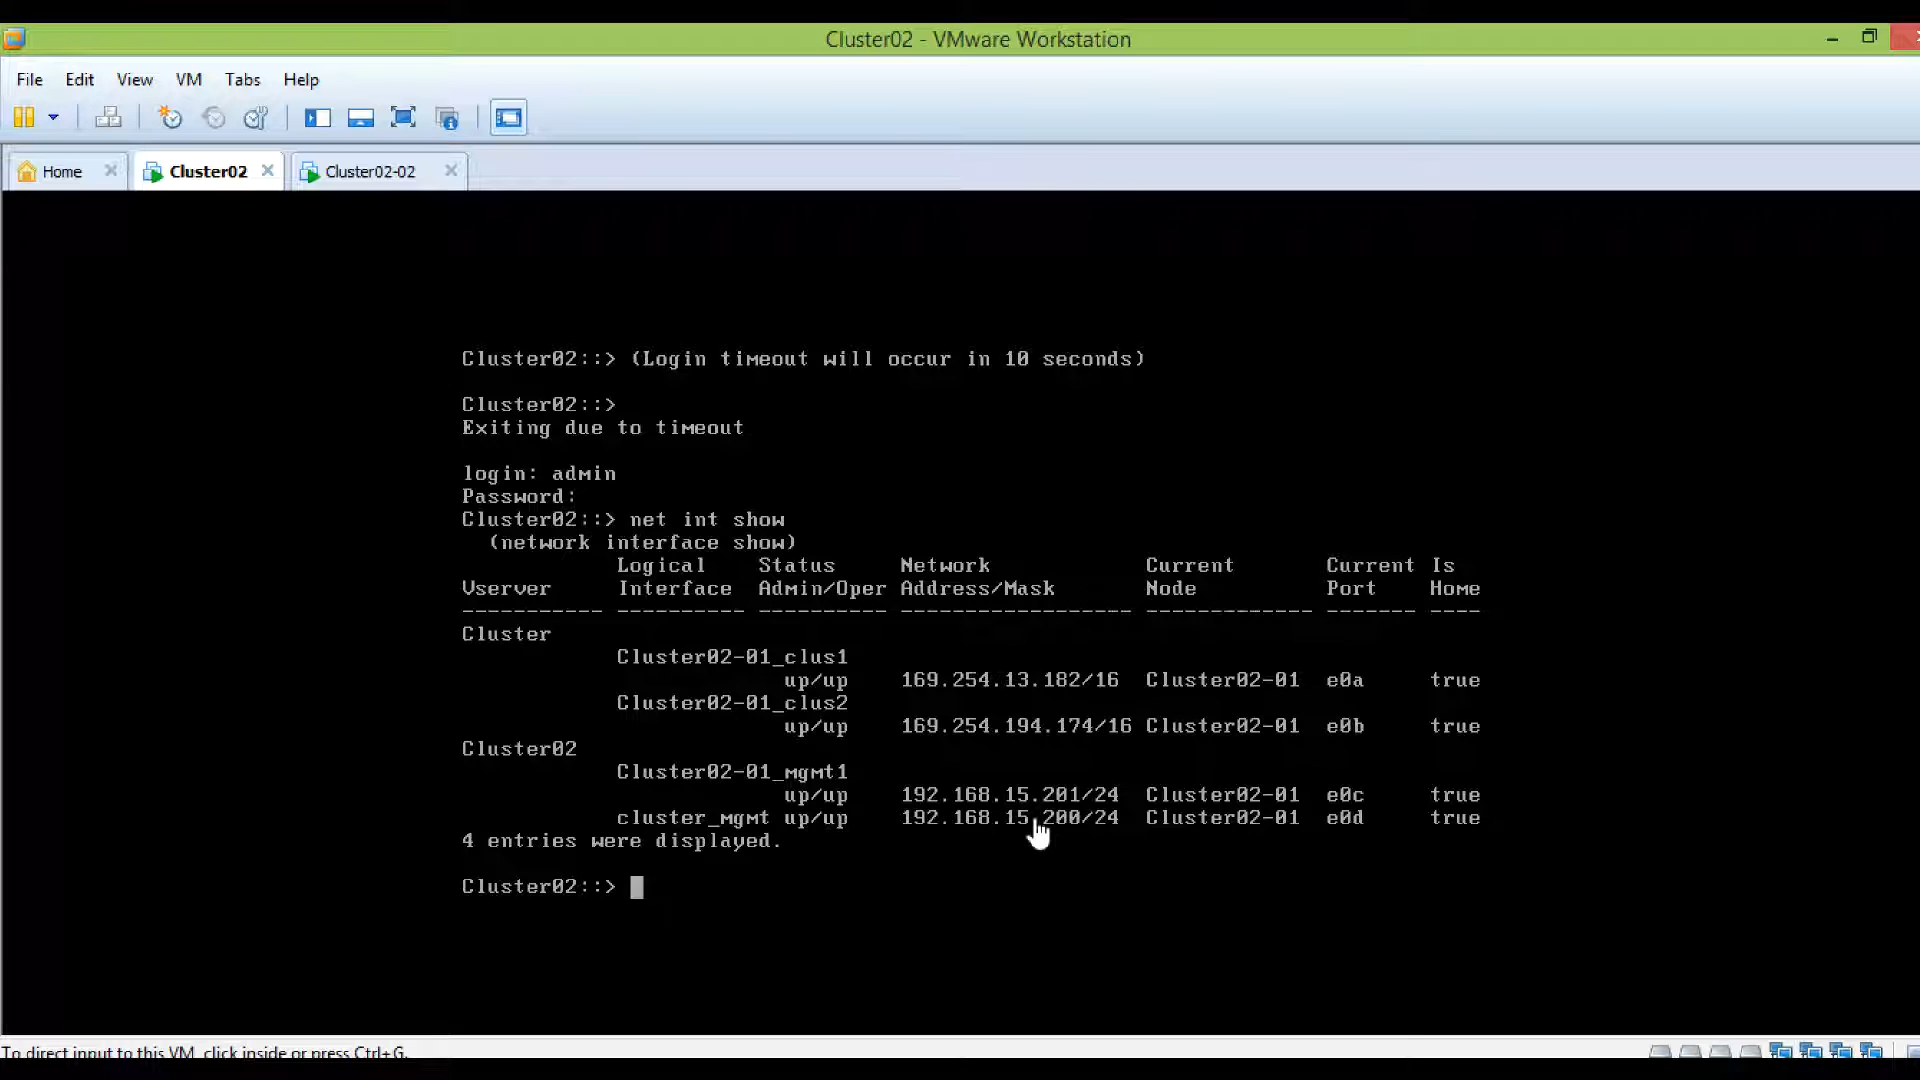 Cluster02 - VMware Workstation
File Edit View VM Tabs Help
Home Cluster02 Cluster02-02
Cluster02::> (Login timeout will occur in 10 seconds)
Cluster02::>
Exiting due to timeout
login: admin
Password:
Cluster02::> net int show
(network interface show)
Logical Status Network Current Current Is
Vserver Interface Admin/Oper Address/Mask Node Port Home
----------- ---------- ---------- ------------------ ------------- ------- ----
Cluster
Cluster02-01_clus1
up/up 169.254.13.182/16 Cluster02-01 e0a true
Cluster02-01_clus2
up/up 169.254.194.174/16 Cluster02-01 e0b true
Cluster02
Cluster02-01_mgmt1
up/up 192.168.15.201/24 Cluster02-01 e0c true
cluster_mgmt up/up 192.168.15.200/24 Cluster02-01 e0d true
4 entries were displayed.
Cluster02::>
To direct input to this VM, click inside or press Ctrl+G.